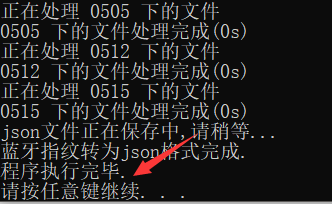 正在处理 0505 下的文件
0505 下的文件处理完成(0s)
正在处理 0512 下的文件
0512 下的文件处理完成(0s)
正在处理 0515 下的文件
0515 下的文件处理完成(0s)
json文件正在保存中,请稍等...
蓝牙指纹转为json格式完成.
程序执行完毕.
请按任意键继续. . .